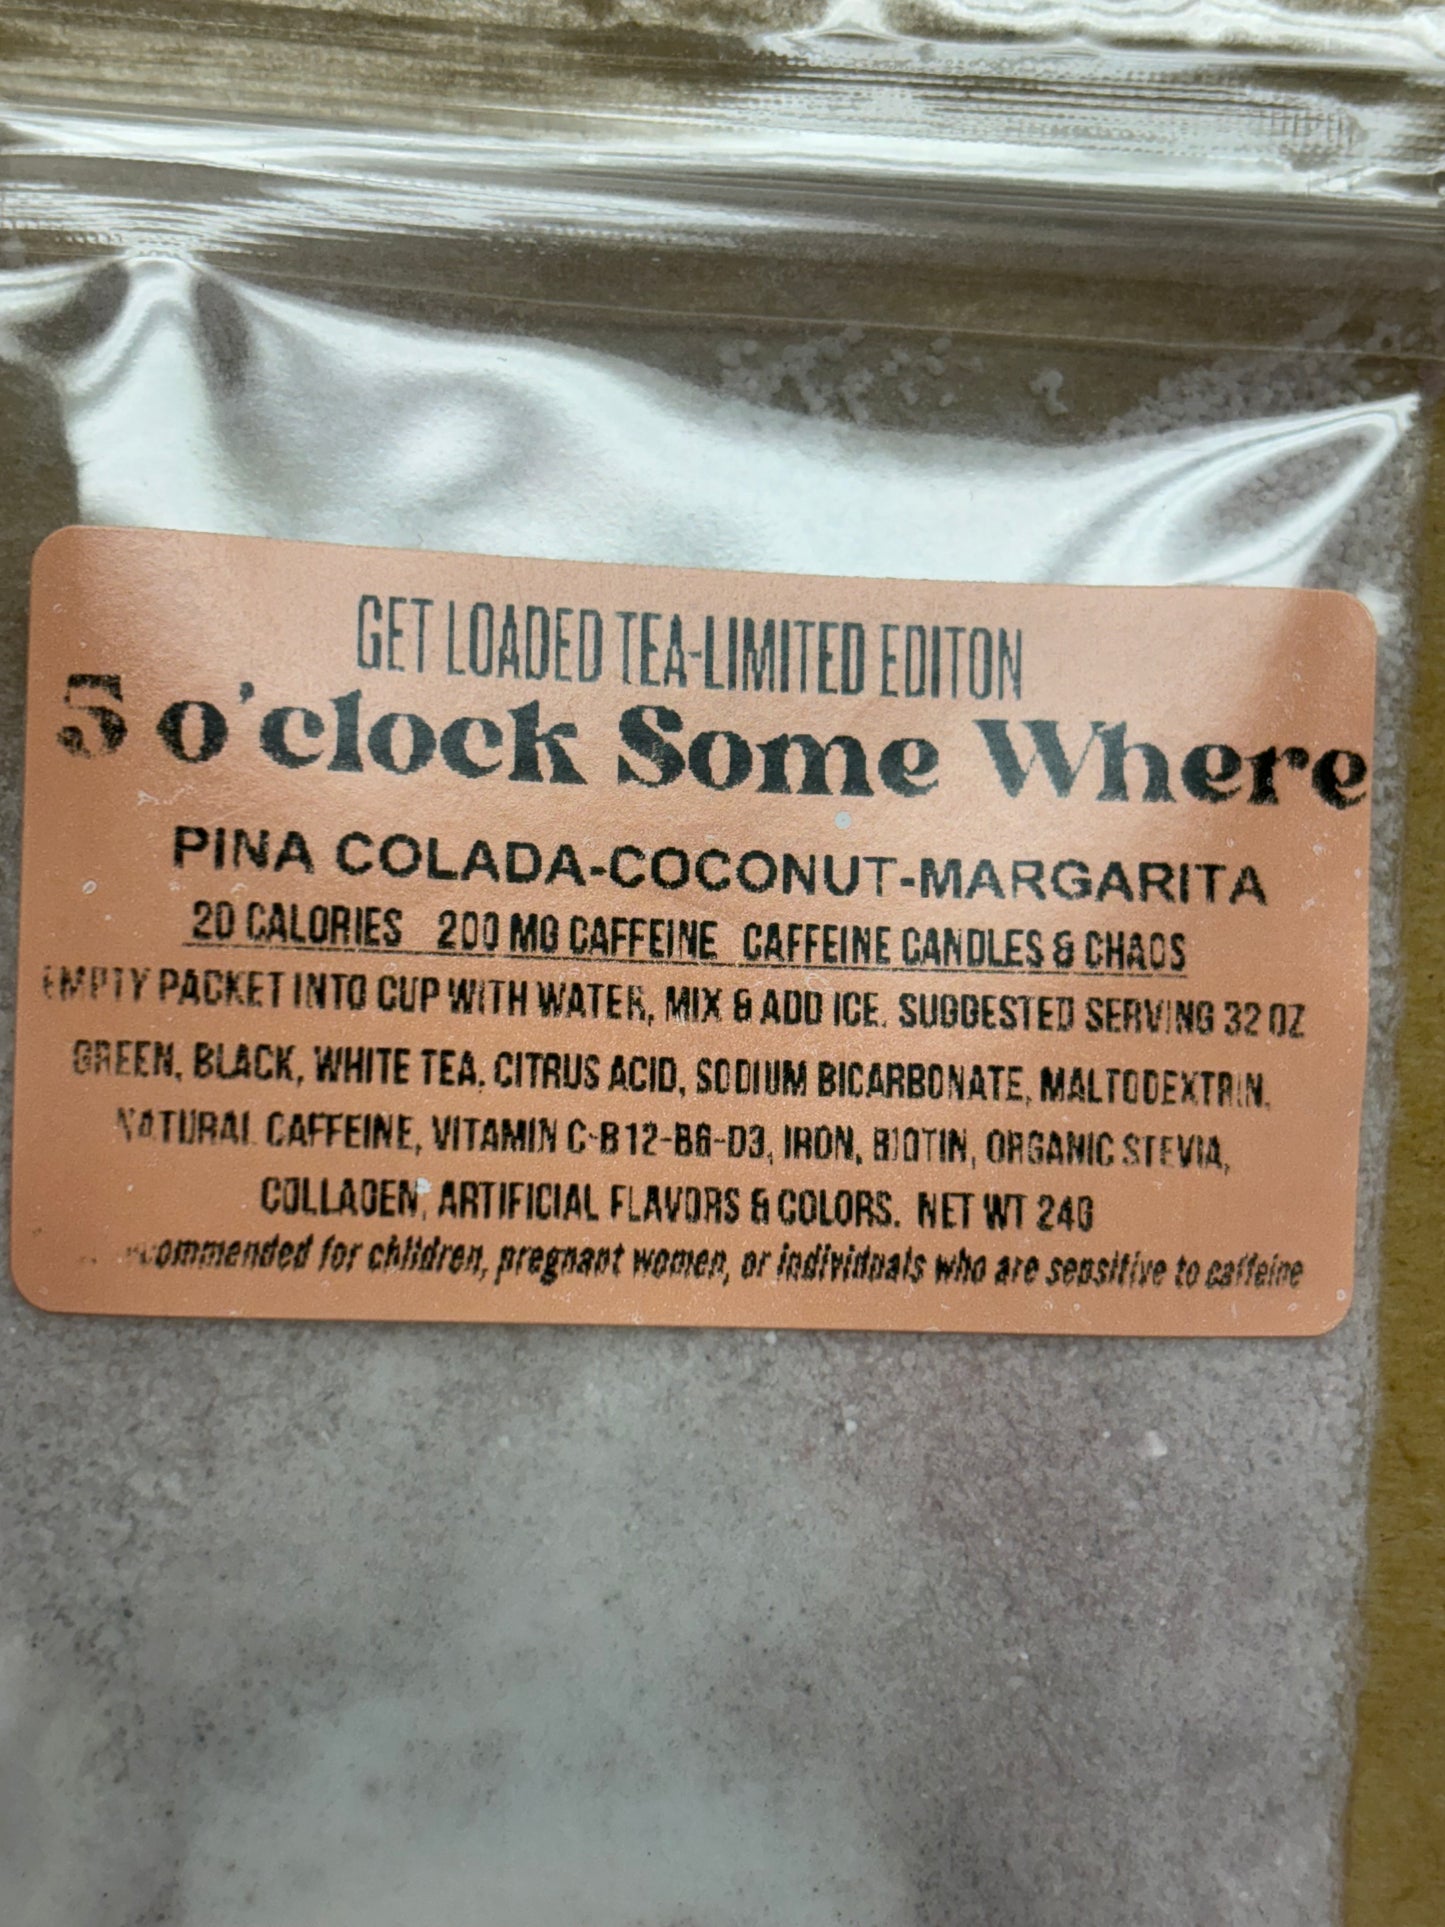 GET LOADED TEA-LIMITED EDITON
5 o'clock Some Where
PINA COLADA-COCONUT-MARGARITA
20 CALORIES 200 MG CAFFEINE CAFFEINE CANDLES & CHAOS
EMPTY PACKET INTO CUP WITH WATER, MIX & ADD ICE. SUGGESTED SERVING 32 OZ
GREEN, BLACK, WHITE TEA, CITRUS ACID, SODIUM BICARBONATE, MALTODEXTRIN,
NATURAL CAFFEINE, VITAMIN C-B12-B6-D3, IRON, BIOTIN, ORGANIC STEVIA,
COLLAGEN, ARTIFICIAL FLAVORS & COLORS. NET WT 24G
commended for children, pregnant women, or individuals who are sensitive to caffeine